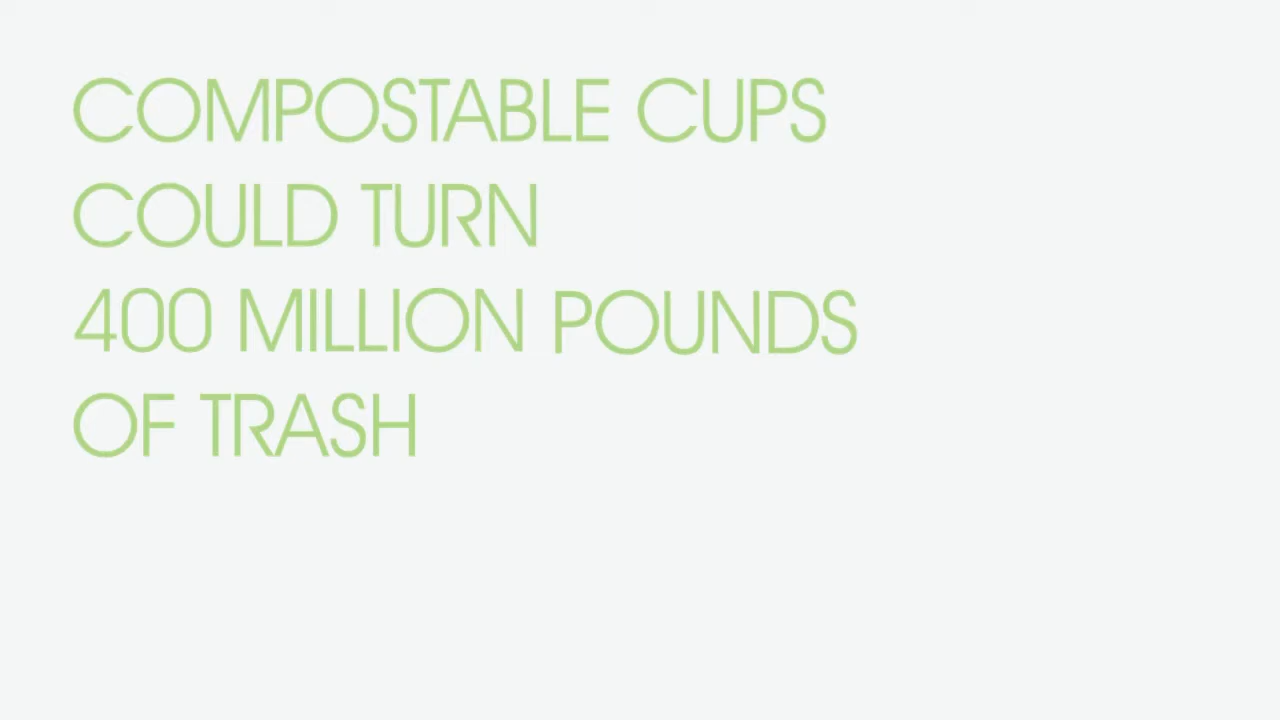 COMPOSTABLE CUPS
COULD TURN
400 MILLION POUNDS
OF TRASH